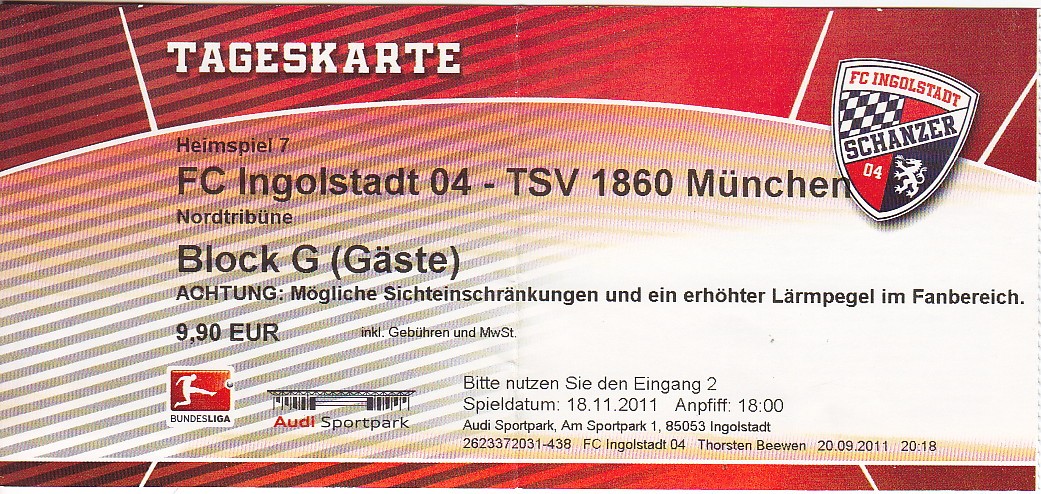 TAGESKARTE
FC INGOLSTADT
SCHANZER
04
Heimspiel 7
FC Ingolstadt 04 - TSV 1860 München
Nordtribüne
Block G (Gäste)
ACHTUNG: Mögliche Sichteinschränkungen und ein erhöhter Lärmpegel im Fanbereich.
9,90 EUR inkl. Gebühren und MwSt.
BUNDESLIGA
Audi Sportpark
Bitte nutzen Sie den Eingang 2
Spieldatum: 18.11.2011 Anpfiff: 18:00
Audi Sportpark, Am Sportpark 1, 85053 Ingolstadt
2623372031-438 FC Ingolstadt 04 Thorsten Beewen 20.09.2011 20:18